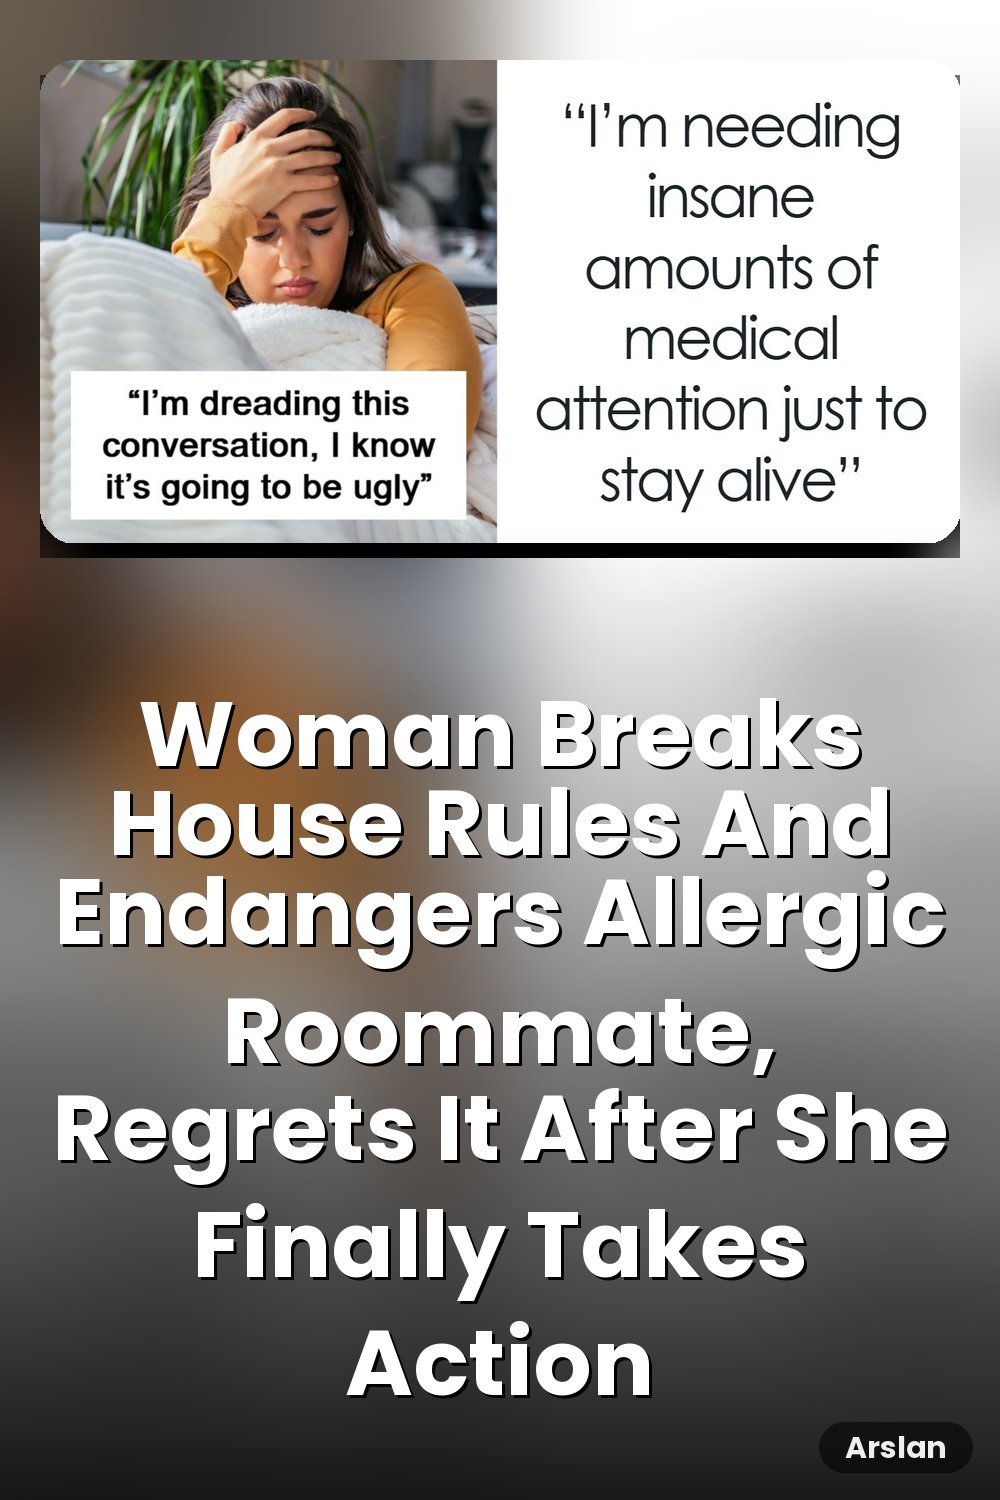 “I’m dreading this
conversation, I know
it’s going to be ugly”
“I’m needing
insane
amounts of
medical
attention just to
stay alive”
Woman Breaks
House Rules And
Endangers Allergic
Roommate,
Regrets It After She
Finally Takes
Action
Arslan